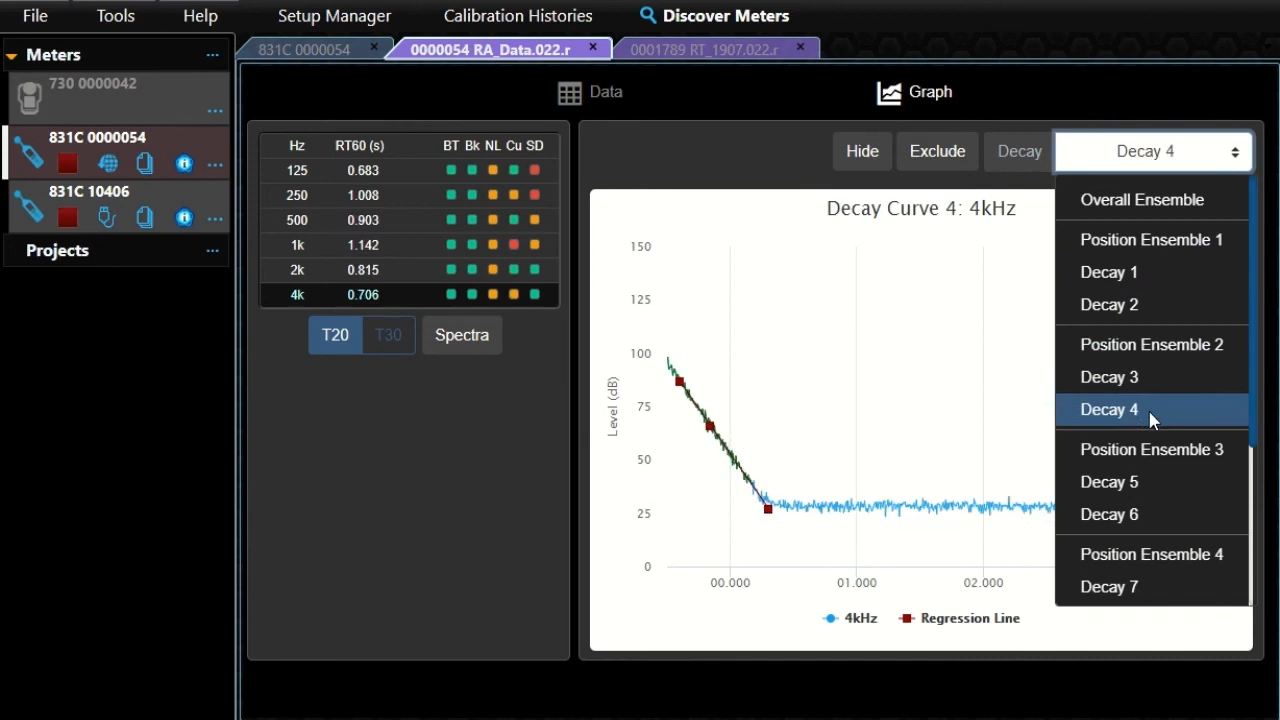 File Tools Help Setup Manager Calibration Histories Discover Meters
Meters ...
831C 0000054 × 0000054 RA_Data.022.r × 0001789 RT_1907.022.r ×
730 0000042
...
831C 0000054
...
831C 10406
...
Projects ...
Data Graph
Hz RT60 (s) BT Bk NL Cu SD
125 0.683
250 1.008
500 0.903
1k 1.142
2k 0.815
4k 0.706
T20 T30 Spectra
Hide Exclude Decay Decay 4
Decay Curve 4: 4kHz
Level (dB)
150
125
100
75
50
25
0
00.000 01.000 02.000
4kHz Regression Line
Overall Ensemble
Position Ensemble 1
Decay 1
Decay 2
Position Ensemble 2
Decay 3
Decay 4
Position Ensemble 3
Decay 5
Decay 6
Position Ensemble 4
Decay 7